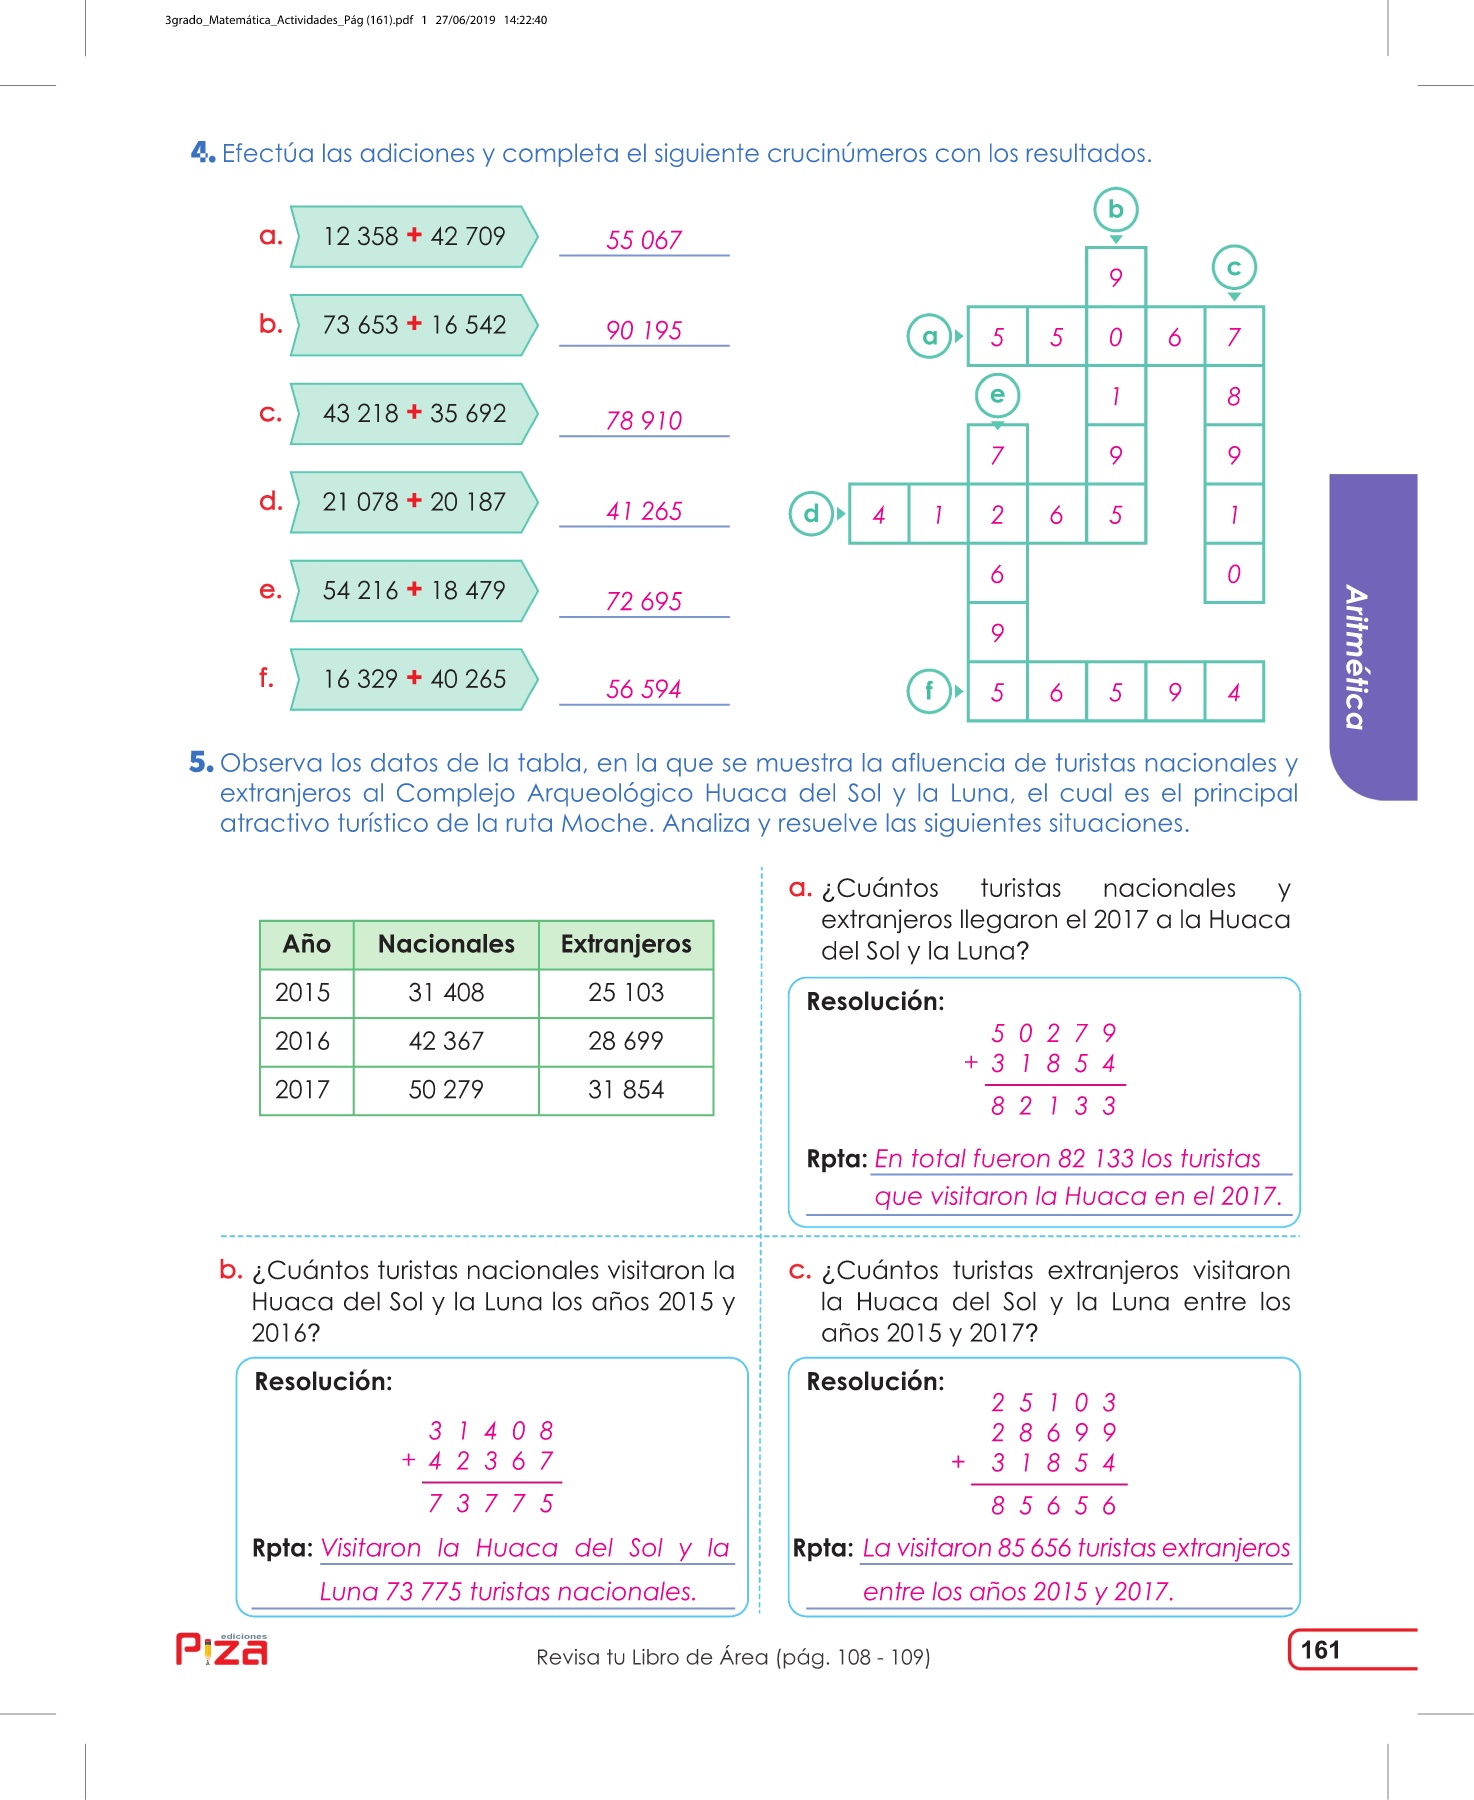 3grado_Matemática_Actividades_Pág (161).pdf 1 27/06/2019 14:22:40
4. Efectúa las adiciones y completa el siguiente crucinúmeros con los resultados.
a. 12 358 + 42 709 55 067
b. 73 653 + 16 542 90 195
c. 43 218 + 35 692 78 910
d. 21 078 + 20 187 41 265
e. 54 216 + 18 479 72 695
f. 16 329 + 40 265 56 594
b
9 c
a 5 5 0 6 7
e 1 8
7 9 9
d 4 1 2 6 5 1
6 0
9
f 5 6 5 9 4
Aritmética
5. Observa los datos de la tabla, en la que se muestra la afluencia de turistas nacionales y
extranjeros al Complejo Arqueológico Huaca del Sol y la Luna, el cual es el principal
atractivo turístico de la ruta Moche. Analiza y resuelve las siguientes situaciones.
Año Nacionales Extranjeros
2015 31 408 25 103
2016 42 367 28 699
2017 50 279 31 854
a. ¿Cuántos turistas nacionales y
extranjeros llegaron el 2017 a la Huaca
del Sol y la Luna?
Resolución:
5 0 2 7 9
+ 3 1 8 5 4
8 2 1 3 3
Rpta: En total fueron 82 133 los turistas
que visitaron la Huaca en el 2017.
b. ¿Cuántos turistas nacionales visitaron la
Huaca del Sol y la Luna los años 2015 y
2016?
Resolución:
3 1 4 0 8
+ 4 2 3 6 7
7 3 7 7 5
Rpta: Visitaron la Huaca del Sol y la
Luna 73 775 turistas nacionales.
c. ¿Cuántos turistas extranjeros visitaron
la Huaca del Sol y la Luna entre los
años 2015 y 2017?
Resolución:
2 5 1 0 3
2 8 6 9 9
+ 3 1 8 5 4
8 5 6 5 6
Rpta: La visitaron 85 656 turistas extranjeros
entre los años 2015 y 2017.
ediciones
Piza
Revisa tu Libro de Área (pág. 108 - 109)
161